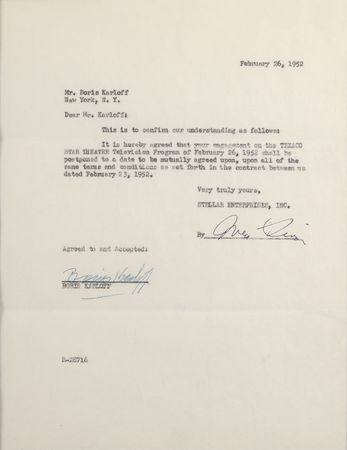 February 26, 1952
Mr. Boris Karloff
New York, N. Y.
Dear Mr. Karloff:
This is to confirm our understanding as follows:
It is hereby agreed that your engagement on the TEXACO
STAR THEATRE Television Program of February 26, 1952 shall be
postponed to a date to be mutually agreed upon, upon all of the
same terms and conditions as set forth in the contract between us
dated February 23, 1952.
Very truly yours,
STELLAR ENTERPRISES, INC.
By
Agreed to and Accepted:
Boris Karloff
BORIS KARLOFF